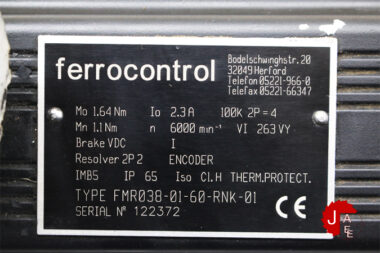 ferrocontrol
Bodelschwinghstr. 20
32049 Herford
Telefon 05221-966-0
Telefax 05221-66347
Mo 1.64 Nm Io 2.3 A 100K 2P=4
Mn 1.1 Nm n 6000 min⁻¹ VI 263 VY
Brake VDC I
Resolver 2P2 ENCODER
IMB5 IP 65 Iso Cl.H THERM.PROTECT.
TYPE FMR038-01-60-RNK-01
SERIAL Nº 122372 CE
JAEE